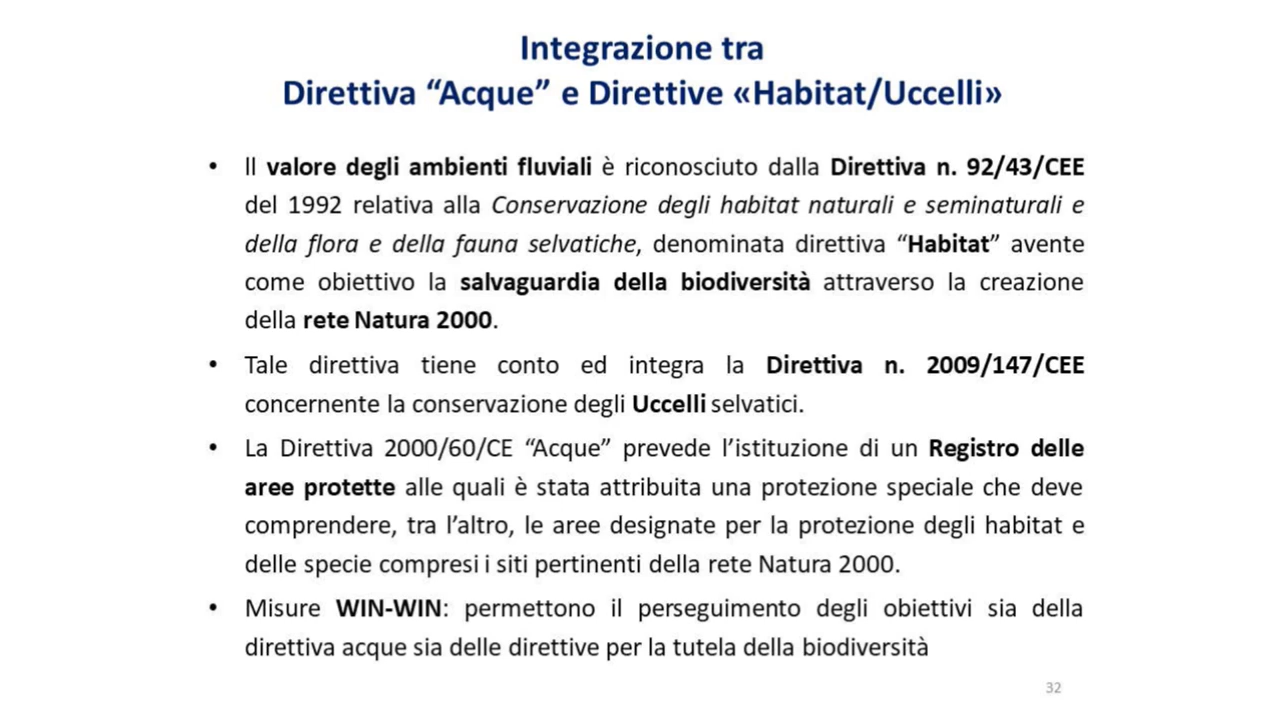 Integrazione tra
Direttiva “Acque” e Direttive «Habitat/Uccelli»
• Il valore degli ambienti fluviali è riconosciuto dalla Direttiva n. 92/43/CEE
del 1992 relativa alla Conservazione degli habitat naturali e seminaturali e
della flora e della fauna selvatiche, denominata direttiva “Habitat” avente
come obiettivo la salvaguardia della biodiversità attraverso la creazione
della rete Natura 2000.
• Tale direttiva tiene conto ed integra la Direttiva n. 2009/147/CEE
concernente la conservazione degli Uccelli selvatici.
• La Direttiva 2000/60/CE “Acque” prevede l’istituzione di un Registro delle
aree protette alle quali è stata attribuita una protezione speciale che deve
comprendere, tra l’altro, le aree designate per la protezione degli habitat e
delle specie compresi i siti pertinenti della rete Natura 2000.
• Misure WIN-WIN: permettono il perseguimento degli obiettivi sia della
direttiva acque sia delle direttive per la tutela della biodiversità
32